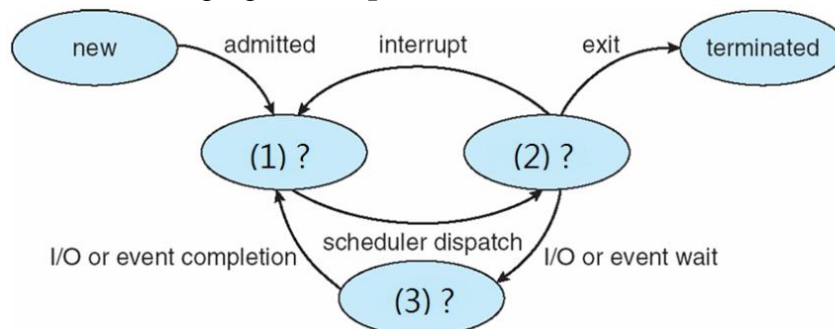 new
admitted
interrupt
exit
terminated
(1) ?
(2) ?
I/O or event completion
scheduler dispatch
I/O or event wait
(3) ?